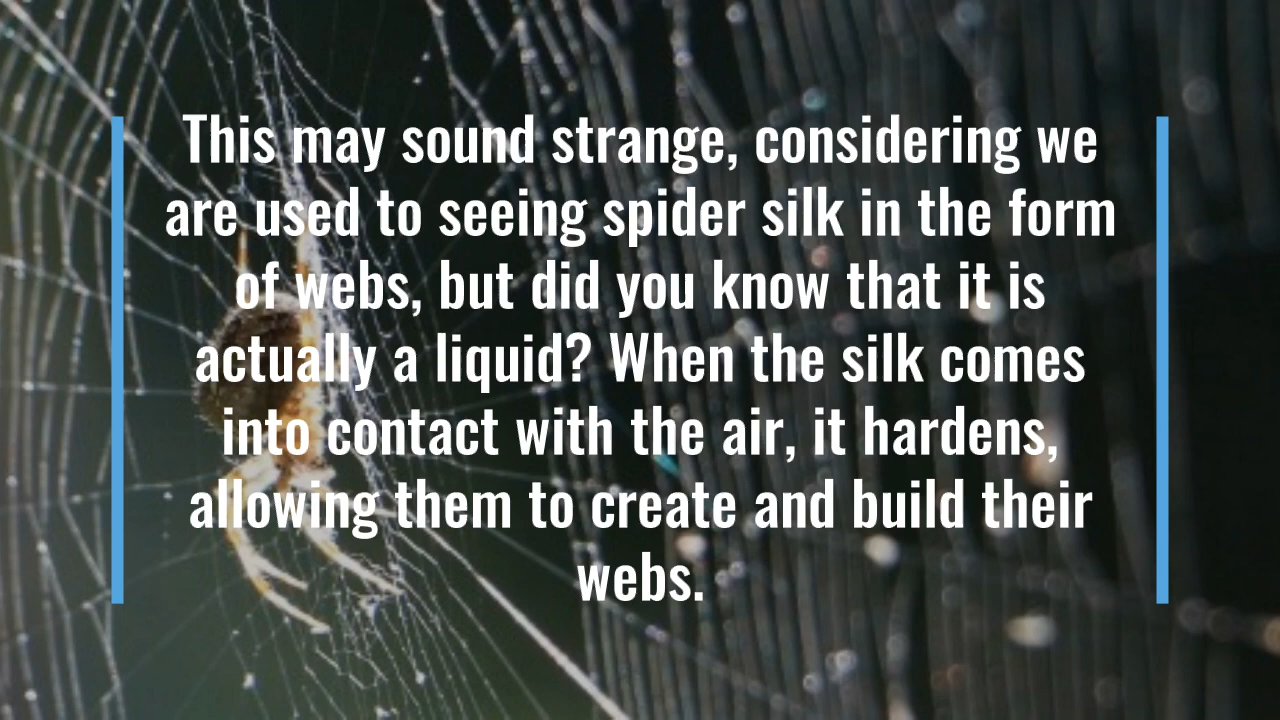 This may sound strange, considering we
are used to seeing spider silk in the form
of webs, but did you know that it is
actually a liquid? When the silk comes
into contact with the air, it hardens,
allowing them to create and build their
webs.